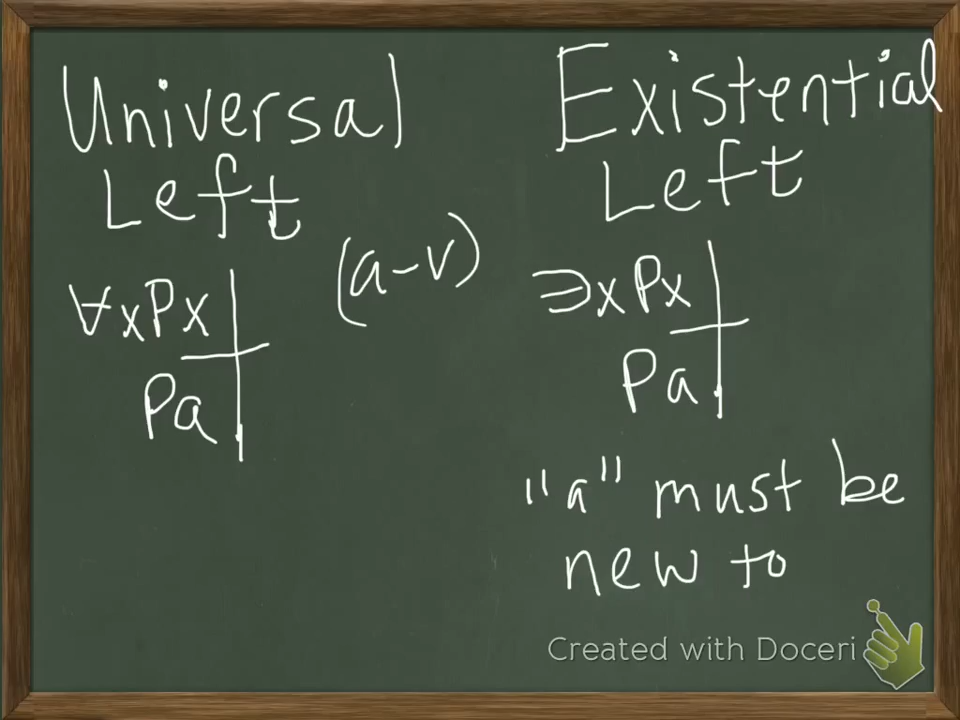 Universal
Left
(a-v)
∀xPx
Pa
Existential
Left
∃xPx
Pa
"a" must be
new to
Created with Doceri